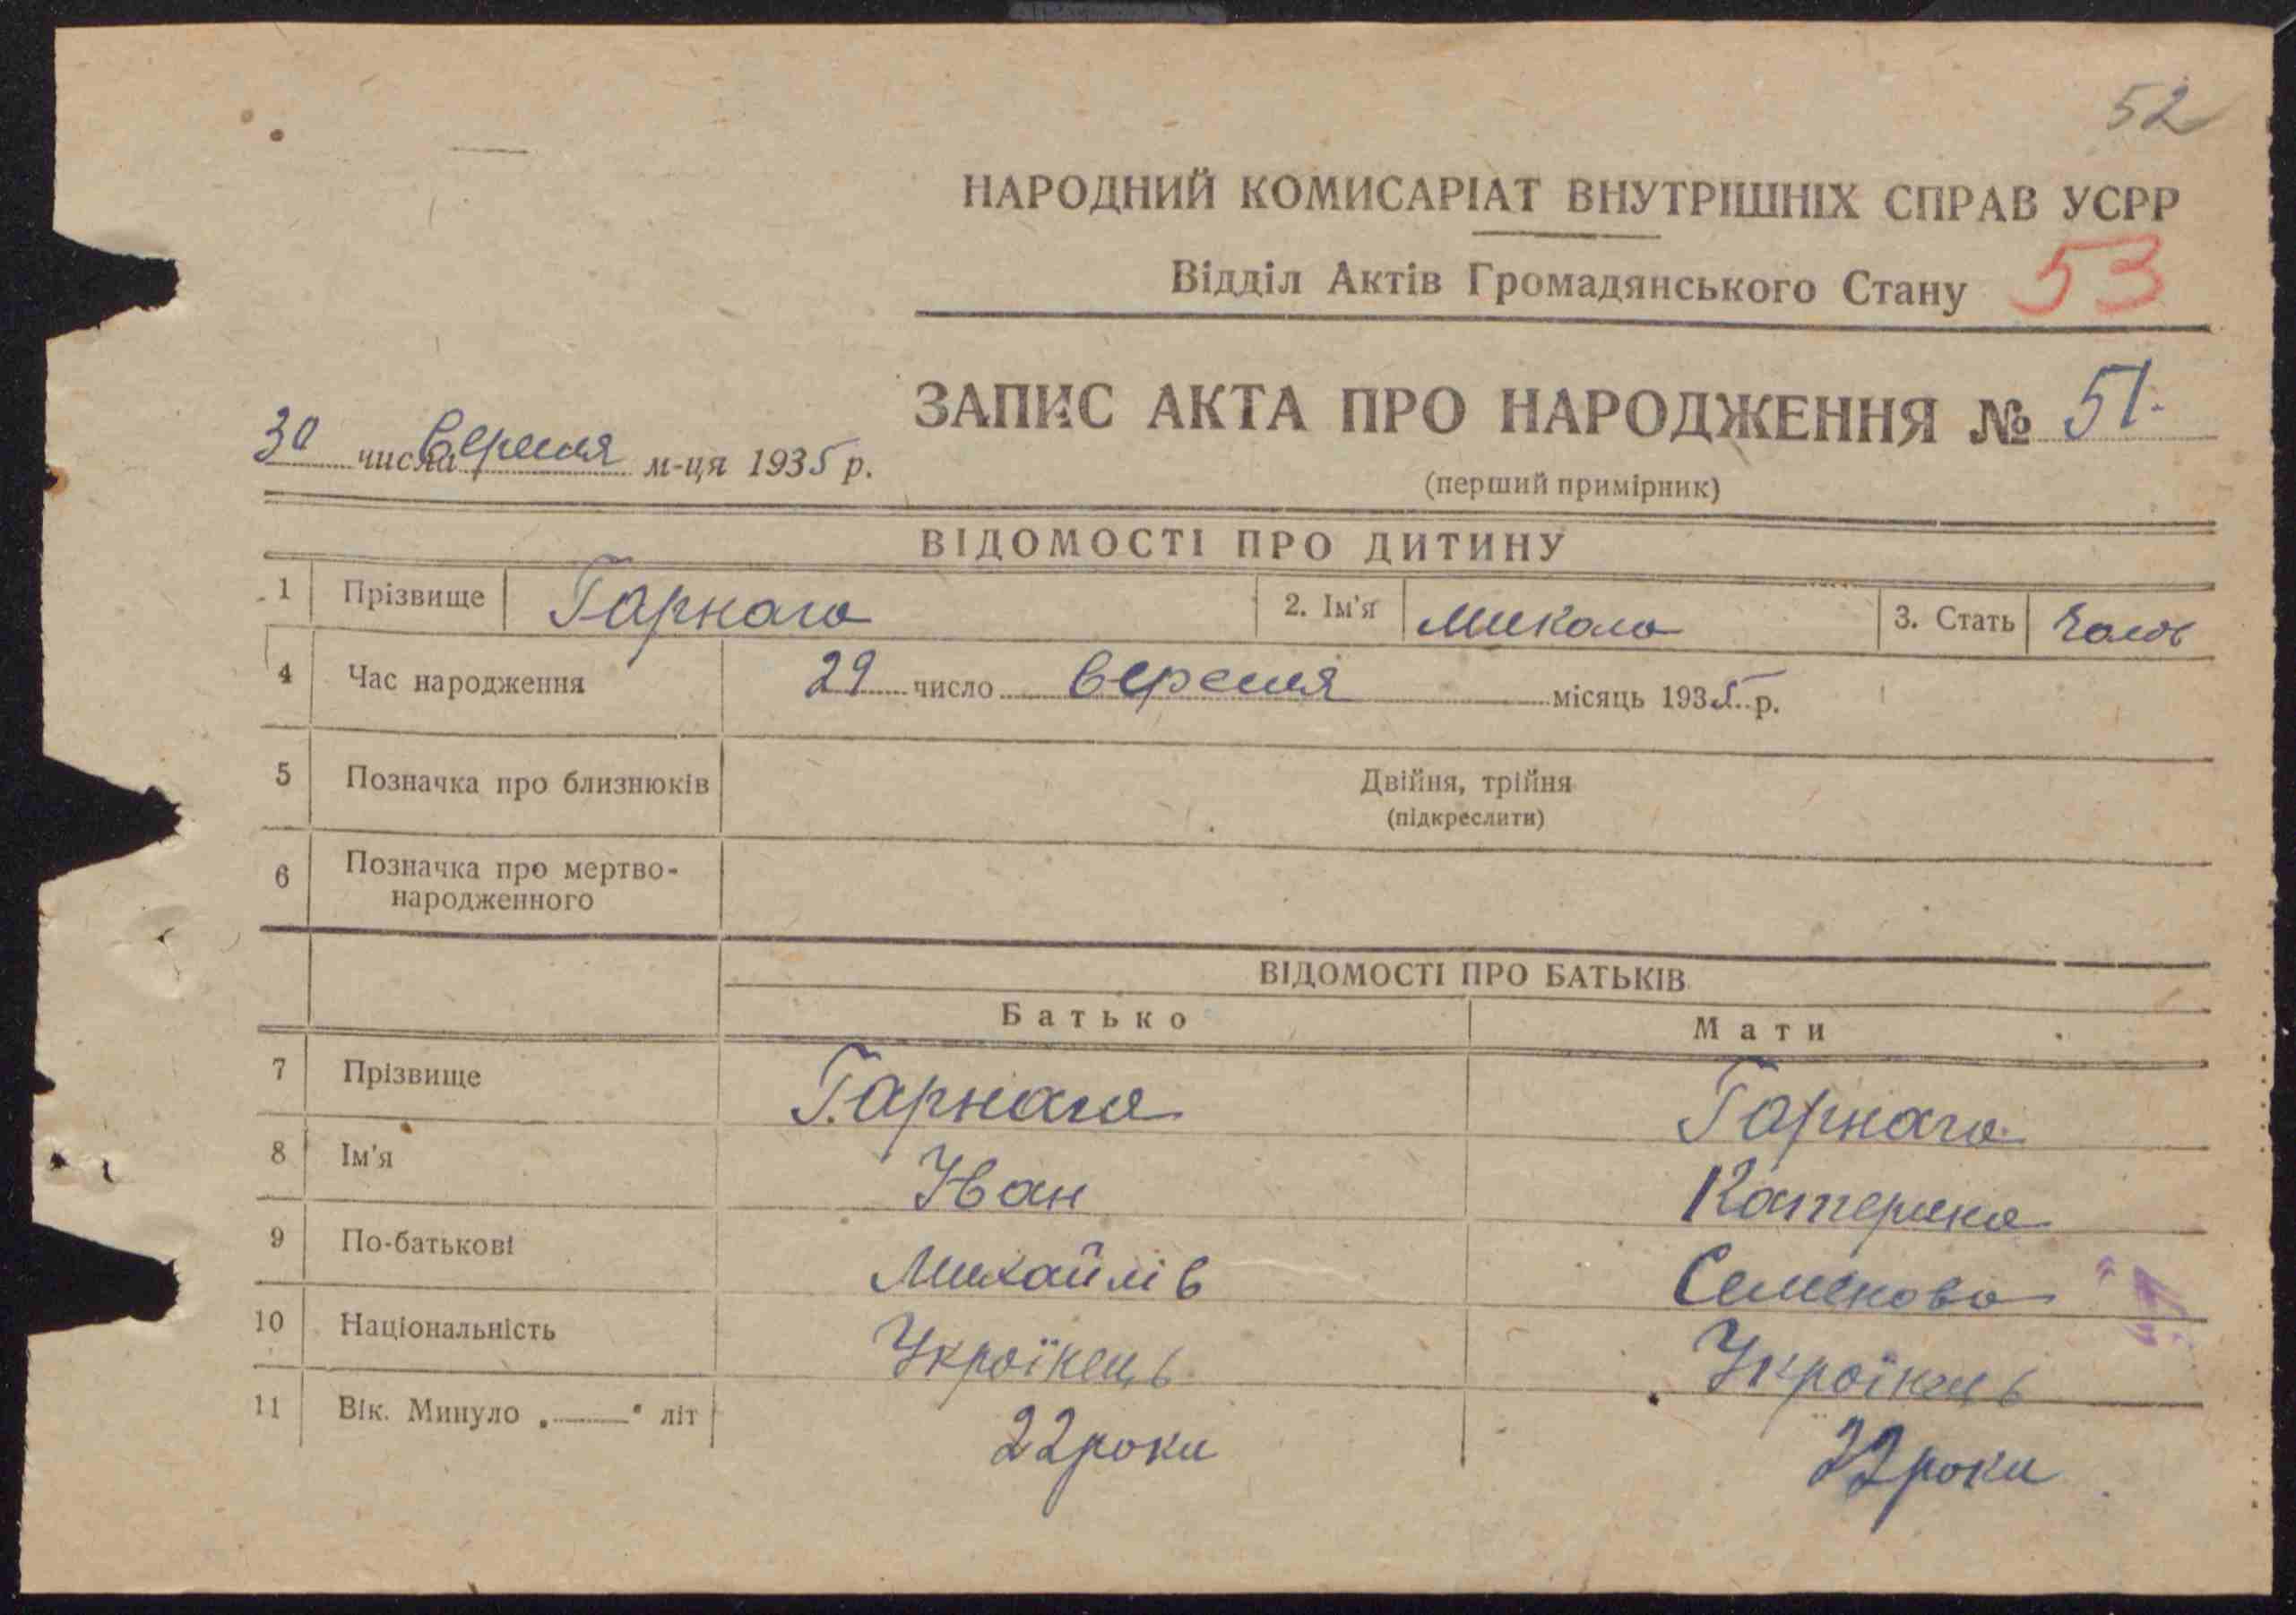 52
НАРОДНИЙ КОМИСАРІАТ ВНУТРІШНІХ СПРАВ УСРР
Відділ Актів Громадянського Стану 53
ЗАПИС АКТА ПРО НАРОДЖЕННЯ № 51
30 числа вересня м-ця 1935 р.
(перший примірник)
ВІДОМОСТІ ПРО ДИТИНУ
1 Прізвище Гарнага 2. Ім'я Микола 3. Стать Чолов
4 Час народження 29 число вересня місяць 1935 р.
5 Позначка про близнюків Двійня, трійня
(підкреслити)
6 Позначка про мертво-
народженного
ВІДОМОСТІ ПРО БАТЬКІВ
Батько Мати
7 Прізвище Гарнага Гарнага
8 Ім'я Іван Катерина
9 По-батькові Михайлів Семенова
10 Національність Українець Українець
11 Вік. Минуло „ “ літ 22 роки 22 роки